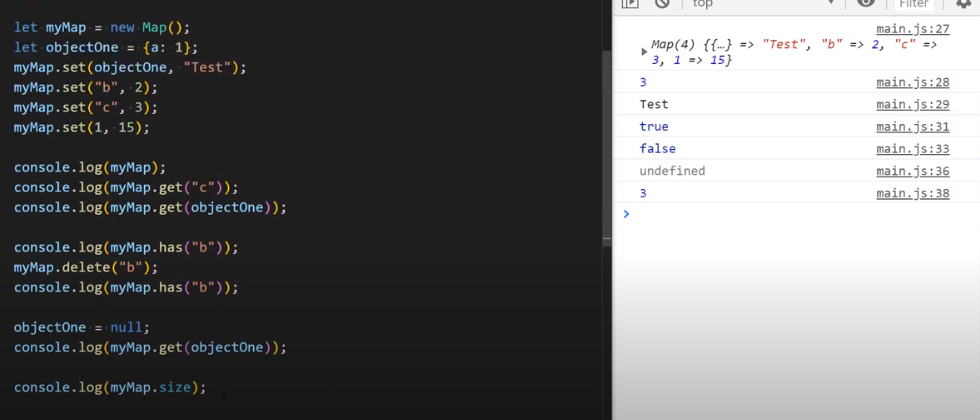 let myMap = new Map();
let objectOne = {a: 1};
myMap.set(objectOne, "Test");
myMap.set("b", 2);
myMap.set("c", 3);
myMap.set(1, 15);
console.log(myMap);
console.log(myMap.get("c"));
console.log(myMap.get(objectOne));
console.log(myMap.has("b"));
myMap.delete("b");
console.log(myMap.has("b"));
objectOne = null;
console.log(myMap.get(objectOne));
console.log(myMap.size);
top Filter
main.js:27
Map(4) {{…} => "Test", "b" => 2, "c" =>
3, 1 => 15}
3 main.js:28
Test main.js:29
true main.js:31
false main.js:33
undefined main.js:36
3 main.js:38